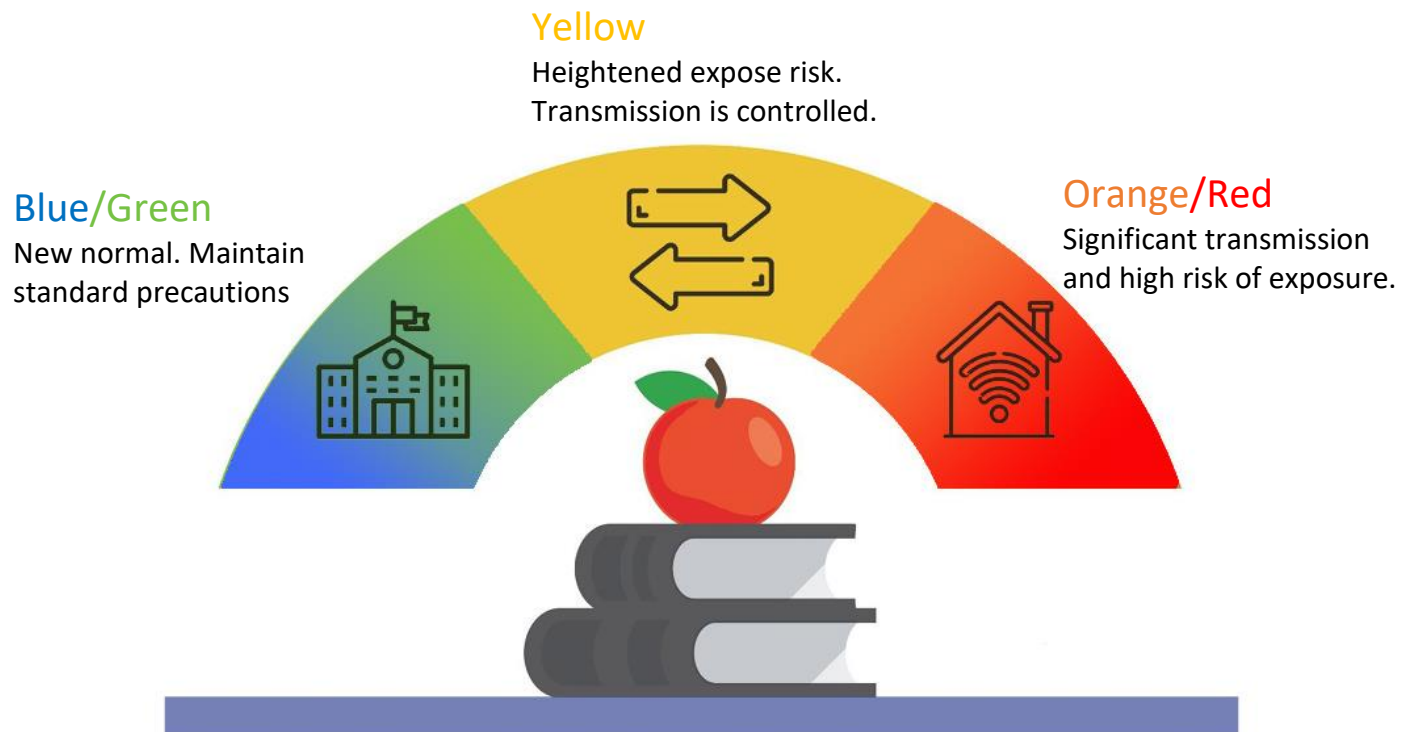 Yellow
Heightened expose risk.
Transmission is controlled.
Blue/Green
New normal. Maintain
standard precautions
Orange/Red
Significant transmission
and high risk of exposure.